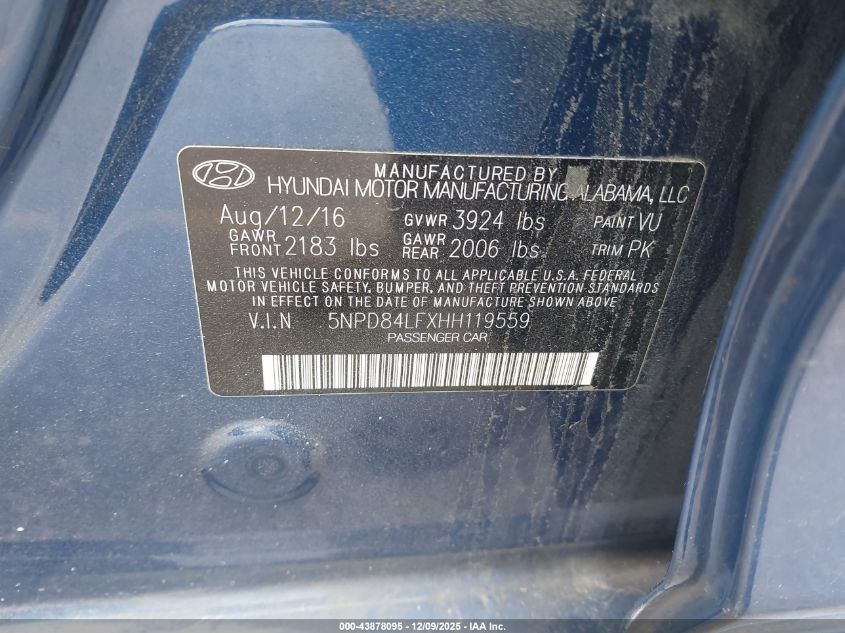 MANUFACTURED BY
HYUNDAI MOTOR MANUFACTURING ALABAMA, LLC
Aug/12/16 GVWR 3924 lbs PAINT VU
GAWR FRONT 2183 lbs GAWR REAR 2006 lbs TRIM PK
THIS VEHICLE CONFORMS TO ALL APPLICABLE U.S.A. FEDERAL
MOTOR VEHICLE SAFETY, BUMPER, AND THEFT PREVENTION STANDARDS
IN EFFECT ON THE DATE OF MANUFACTURE SHOWN ABOVE
V.I.N 5NPD84LFXHH119559
PASSENGER CAR
000-43878095 - 12/09/2025 - IAA Inc.